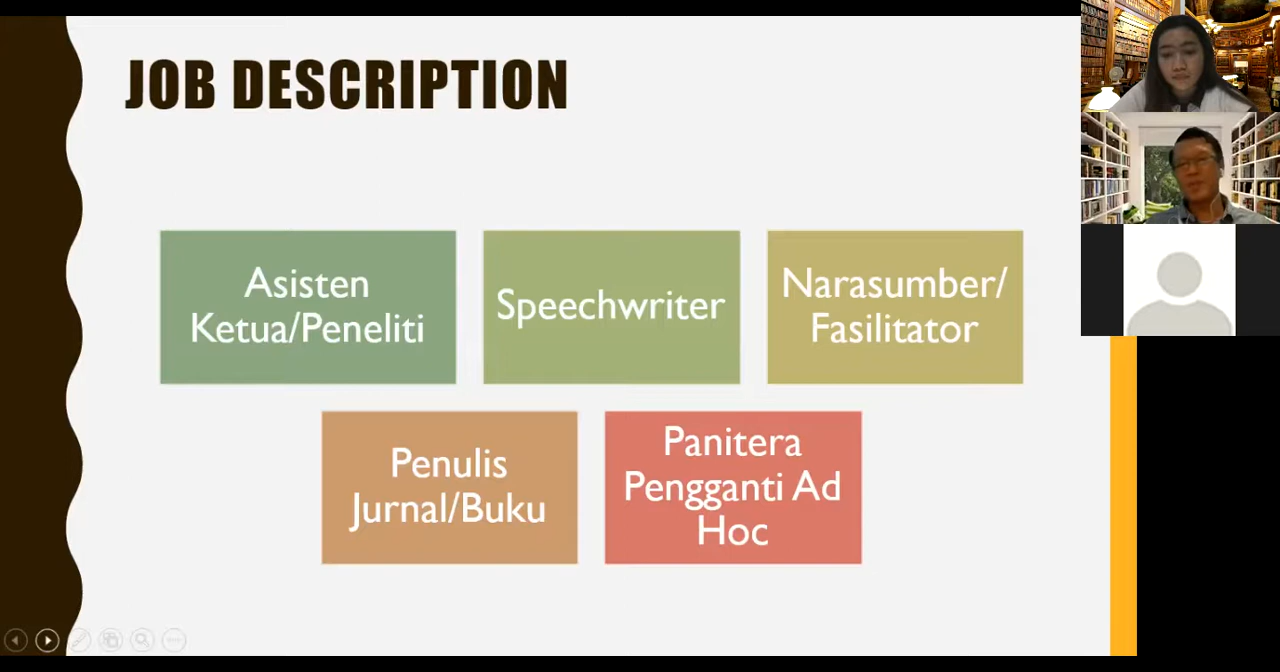 JOB DESCRIPTION
Asisten
Ketua/Peneliti
Speechwriter
Narasumber/
Fasilitator
Penulis
Jurnal/Buku
Panitera
Pengganti Ad
Hoc